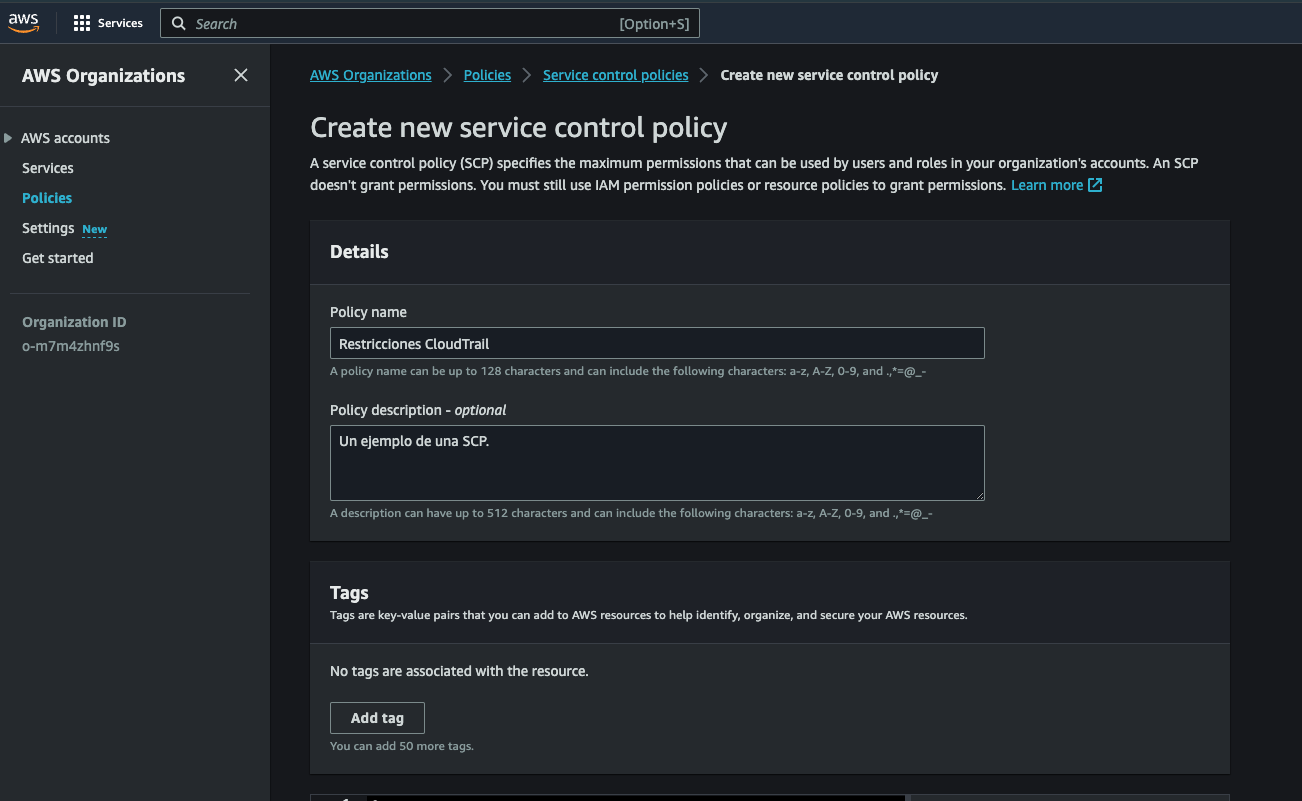 aws
Services
Search
[Option+S]
AWS Organizations
AWS accounts
Services
Policies
Settings New
Get started
Organization ID
o-m7m4zhnf9s
AWS Organizations > Policies > Service control policies > Create new service control policy
Create new service control policy
A service control policy (SCP) specifies the maximum permissions that can be used by users and roles in your organization's accounts. An SCP
doesn't grant permissions. You must still use IAM permission policies or resource policies to grant permissions. Learn more
Details
Policy name
Restricciones CloudTrail
A policy name can be up to 128 characters and can include the following characters: a-z, A-Z, 0-9, and .,*=@_-
Policy description - optional
Un ejemplo de una SCP.
A description can have up to 512 characters and can include the following characters: a-z, A-Z, 0-9, and .,*=@_-
Tags
Tags are key-value pairs that you can add to AWS resources to help identify, organize, and secure your AWS resources.
No tags are associated with the resource.
Add tag
You can add 50 more tags.